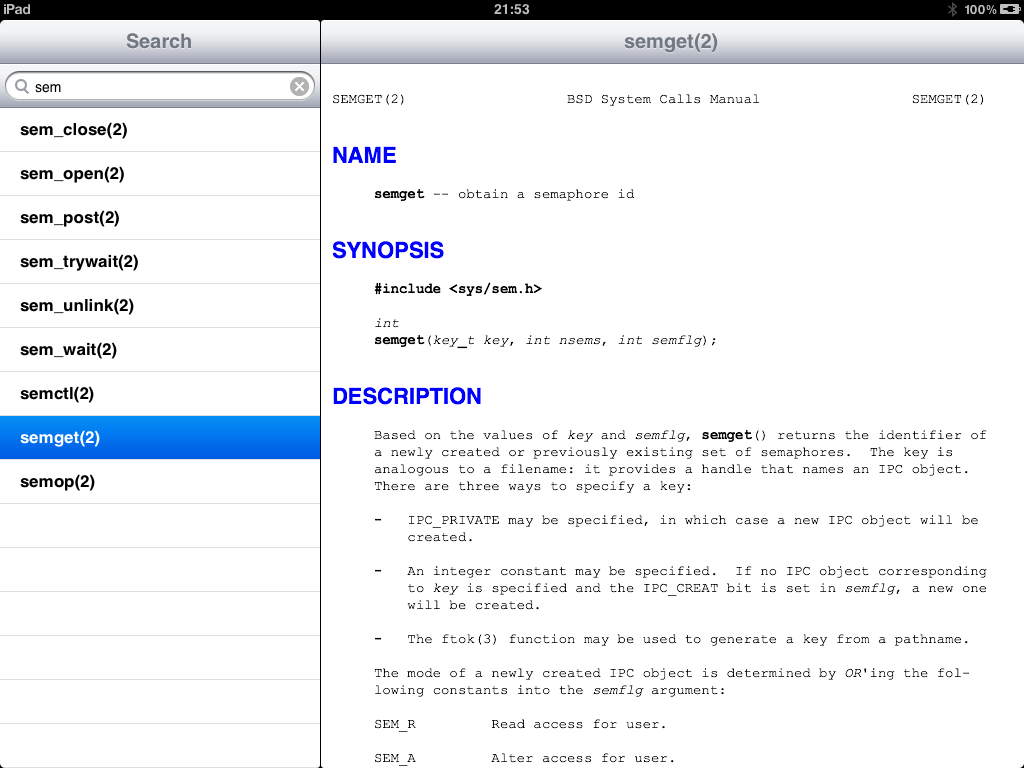 iPad 21:53 100%
Search
sem
sem_close(2)
sem_open(2)
sem_post(2)
sem_trywait(2)
sem_unlink(2)
sem_wait(2)
semctl(2)
semget(2)
semop(2)
semget(2)
SEMGET(2) BSD System Calls Manual SEMGET(2)
NAME
semget -- obtain a semaphore id
SYNOPSIS
#include <sys/sem.h>
int
semget(key_t key, int nsems, int semflg);
DESCRIPTION
Based on the values of key and semflg, semget() returns the identifier of
a newly created or previously existing set of semaphores. The key is
analogous to a filename: it provides a handle that names an IPC object.
There are three ways to specify a key:
- IPC_PRIVATE may be specified, in which case a new IPC object will be
created.
- An integer constant may be specified. If no IPC object corresponding
to key is specified and the IPC_CREAT bit is set in semflg, a new one
will be created.
- The ftok(3) function may be used to generate a key from a pathname.
The mode of a newly created IPC object is determined by OR'ing the fol-
lowing constants into the semflg argument:
SEM_R Read access for user.
SEM_A Alter access for user.